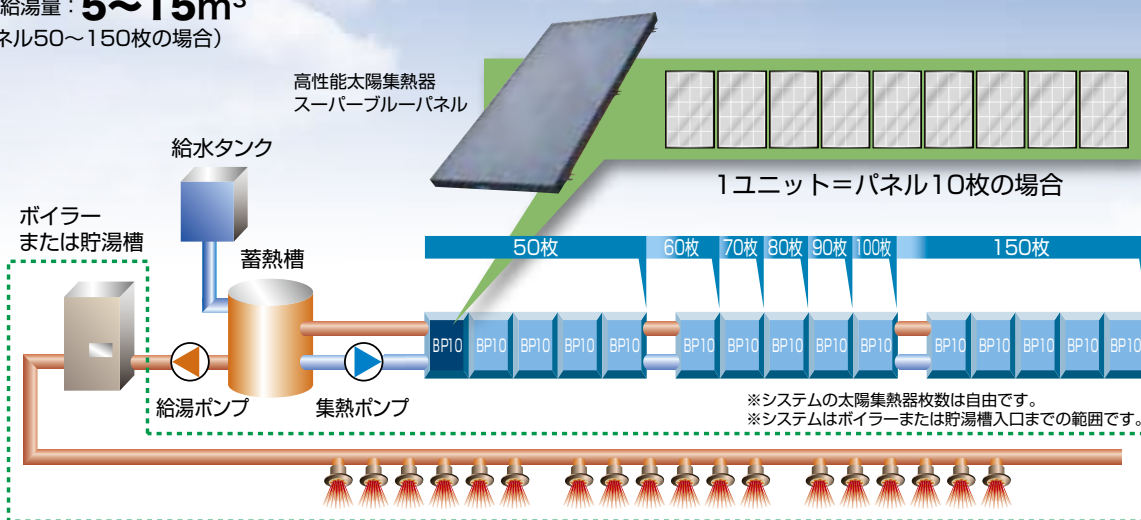 給湯量：5〜15m³
ネル50〜150枚の場合）
高性能太陽集熱器
スーパーブルーパネル
給水タンク
1ユニット＝パネル10枚の場合
ボイラー
または貯湯槽
蓄熱槽
50枚 60枚 70枚 80枚 90枚 100枚 150枚
BP10 BP10 BP10 BP10 BP10 BP10 BP10 BP10 BP10 BP10 BP10 BP10 BP10 BP10 BP10
給湯ポンプ
集熱ポンプ
※システムの太陽集熱器枚数は自由です。
※システムはボイラーまたは貯湯槽入口までの範囲です。